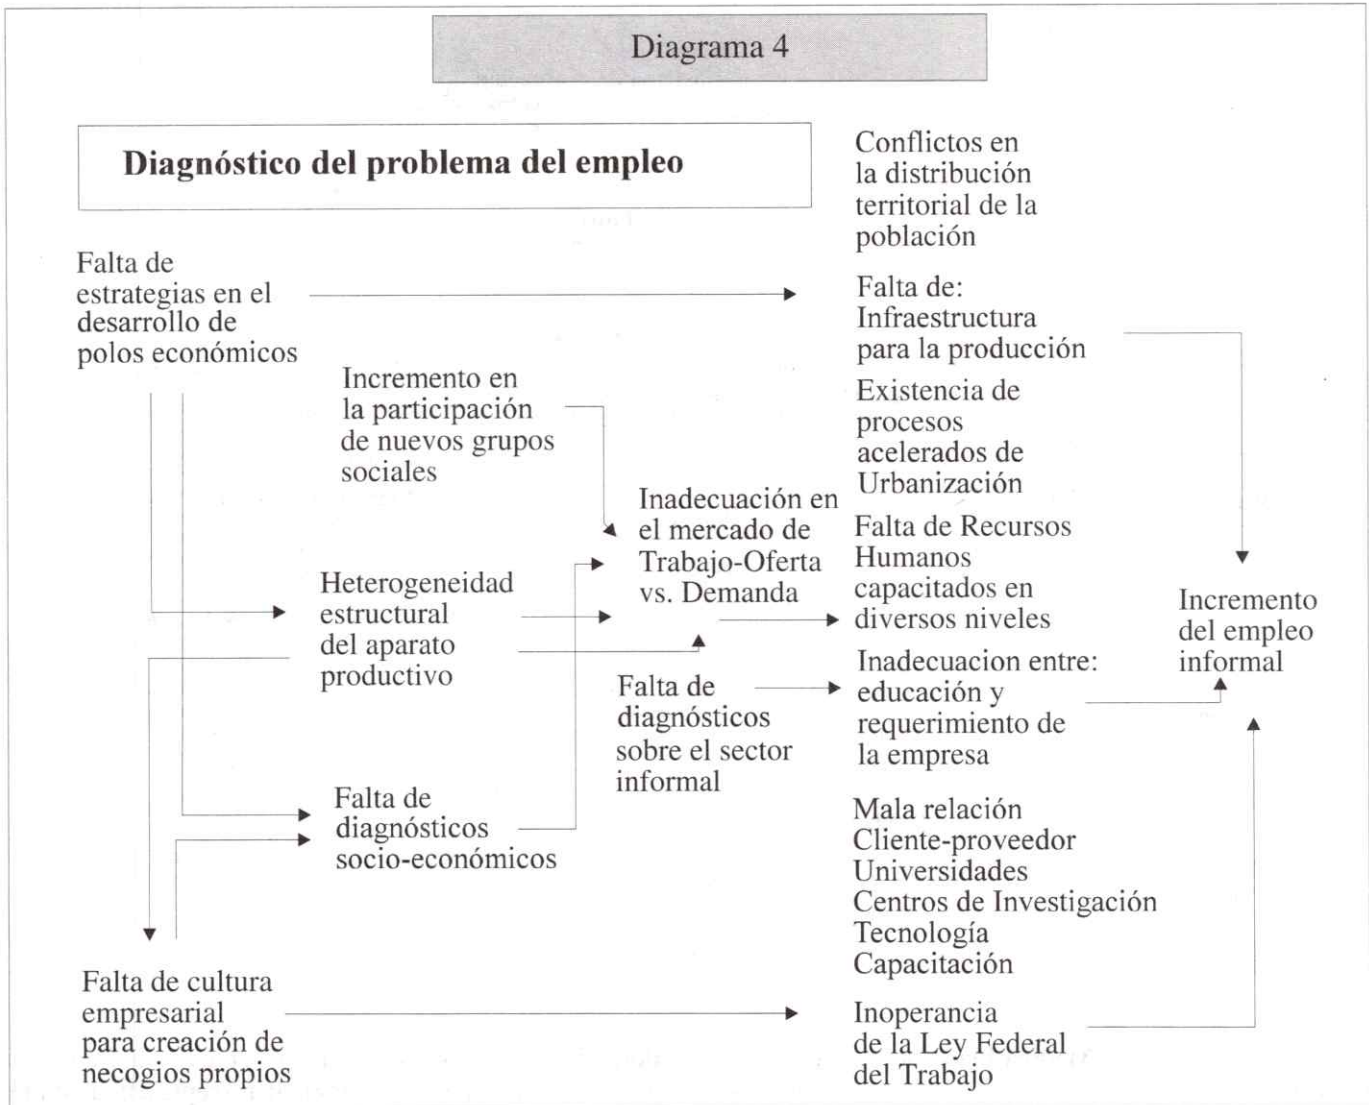 Diagrama 4
Diagnóstico del problema del empleo
Falta de
estrategias en el
desarrollo de
polos económicos
Incremento en
la participación
de nuevos grupos
sociales
Heterogeneidad
estructural
del aparato
productivo
Falta de
diagnósticos
socio-económicos
Falta de cultura
empresarial
para creación de
necogios propios
Inadecuación en
el mercado de
Trabajo-Oferta
vs. Demanda
Falta de
diagnósticos
sobre el sector
informal
Conflictos en
la distribución
territorial de la
población
Falta de:
Infraestructura
para la producción
Existencia de
procesos
acelerados de
Urbanización
Falta de Recursos
Humanos
capacitados en
diversos niveles
Inadecuacion entre:
educación y
requerimiento de
la empresa
Mala relación
Cliente-proveedor
Universidades
Centros de Investigación
Tecnología
Capacitación
Inoperancia
de la Ley Federal
del Trabajo
Incremento
del empleo
informal